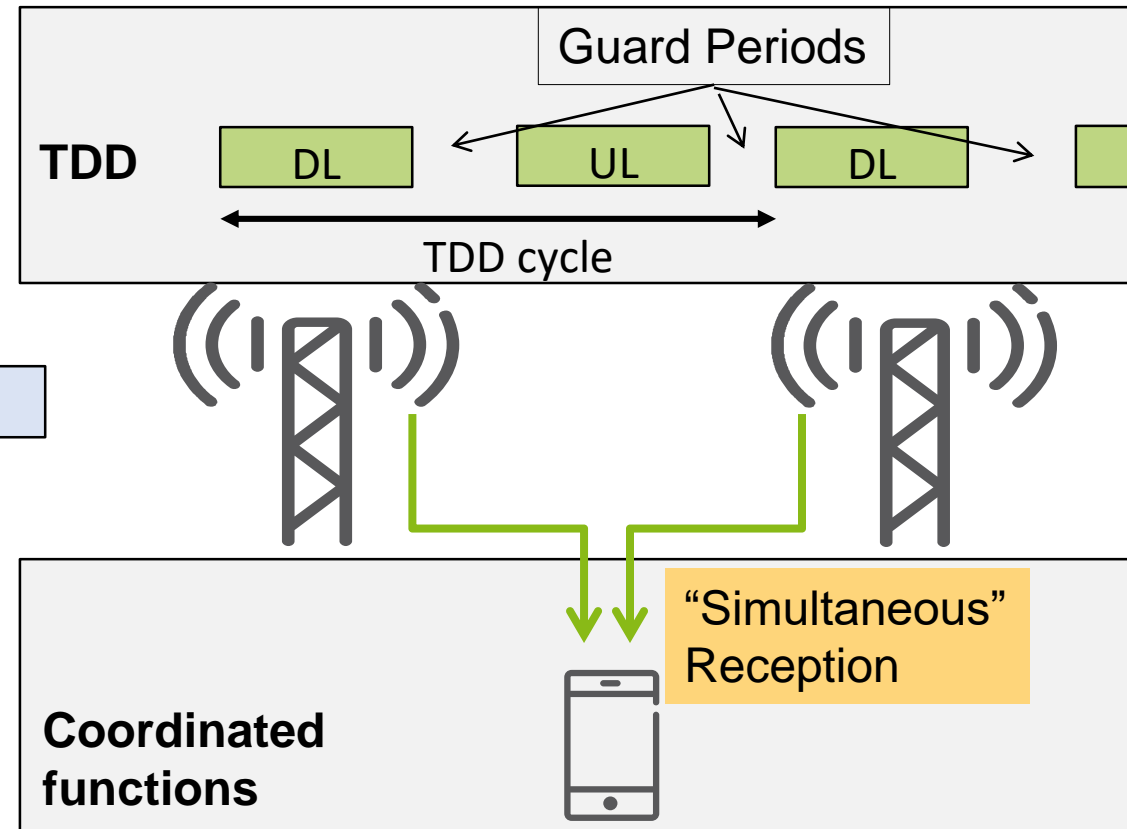 Guard Periods
TDD
DL
UL
DL
TDD cycle
“Simultaneous”
Reception
Coordinated
functions